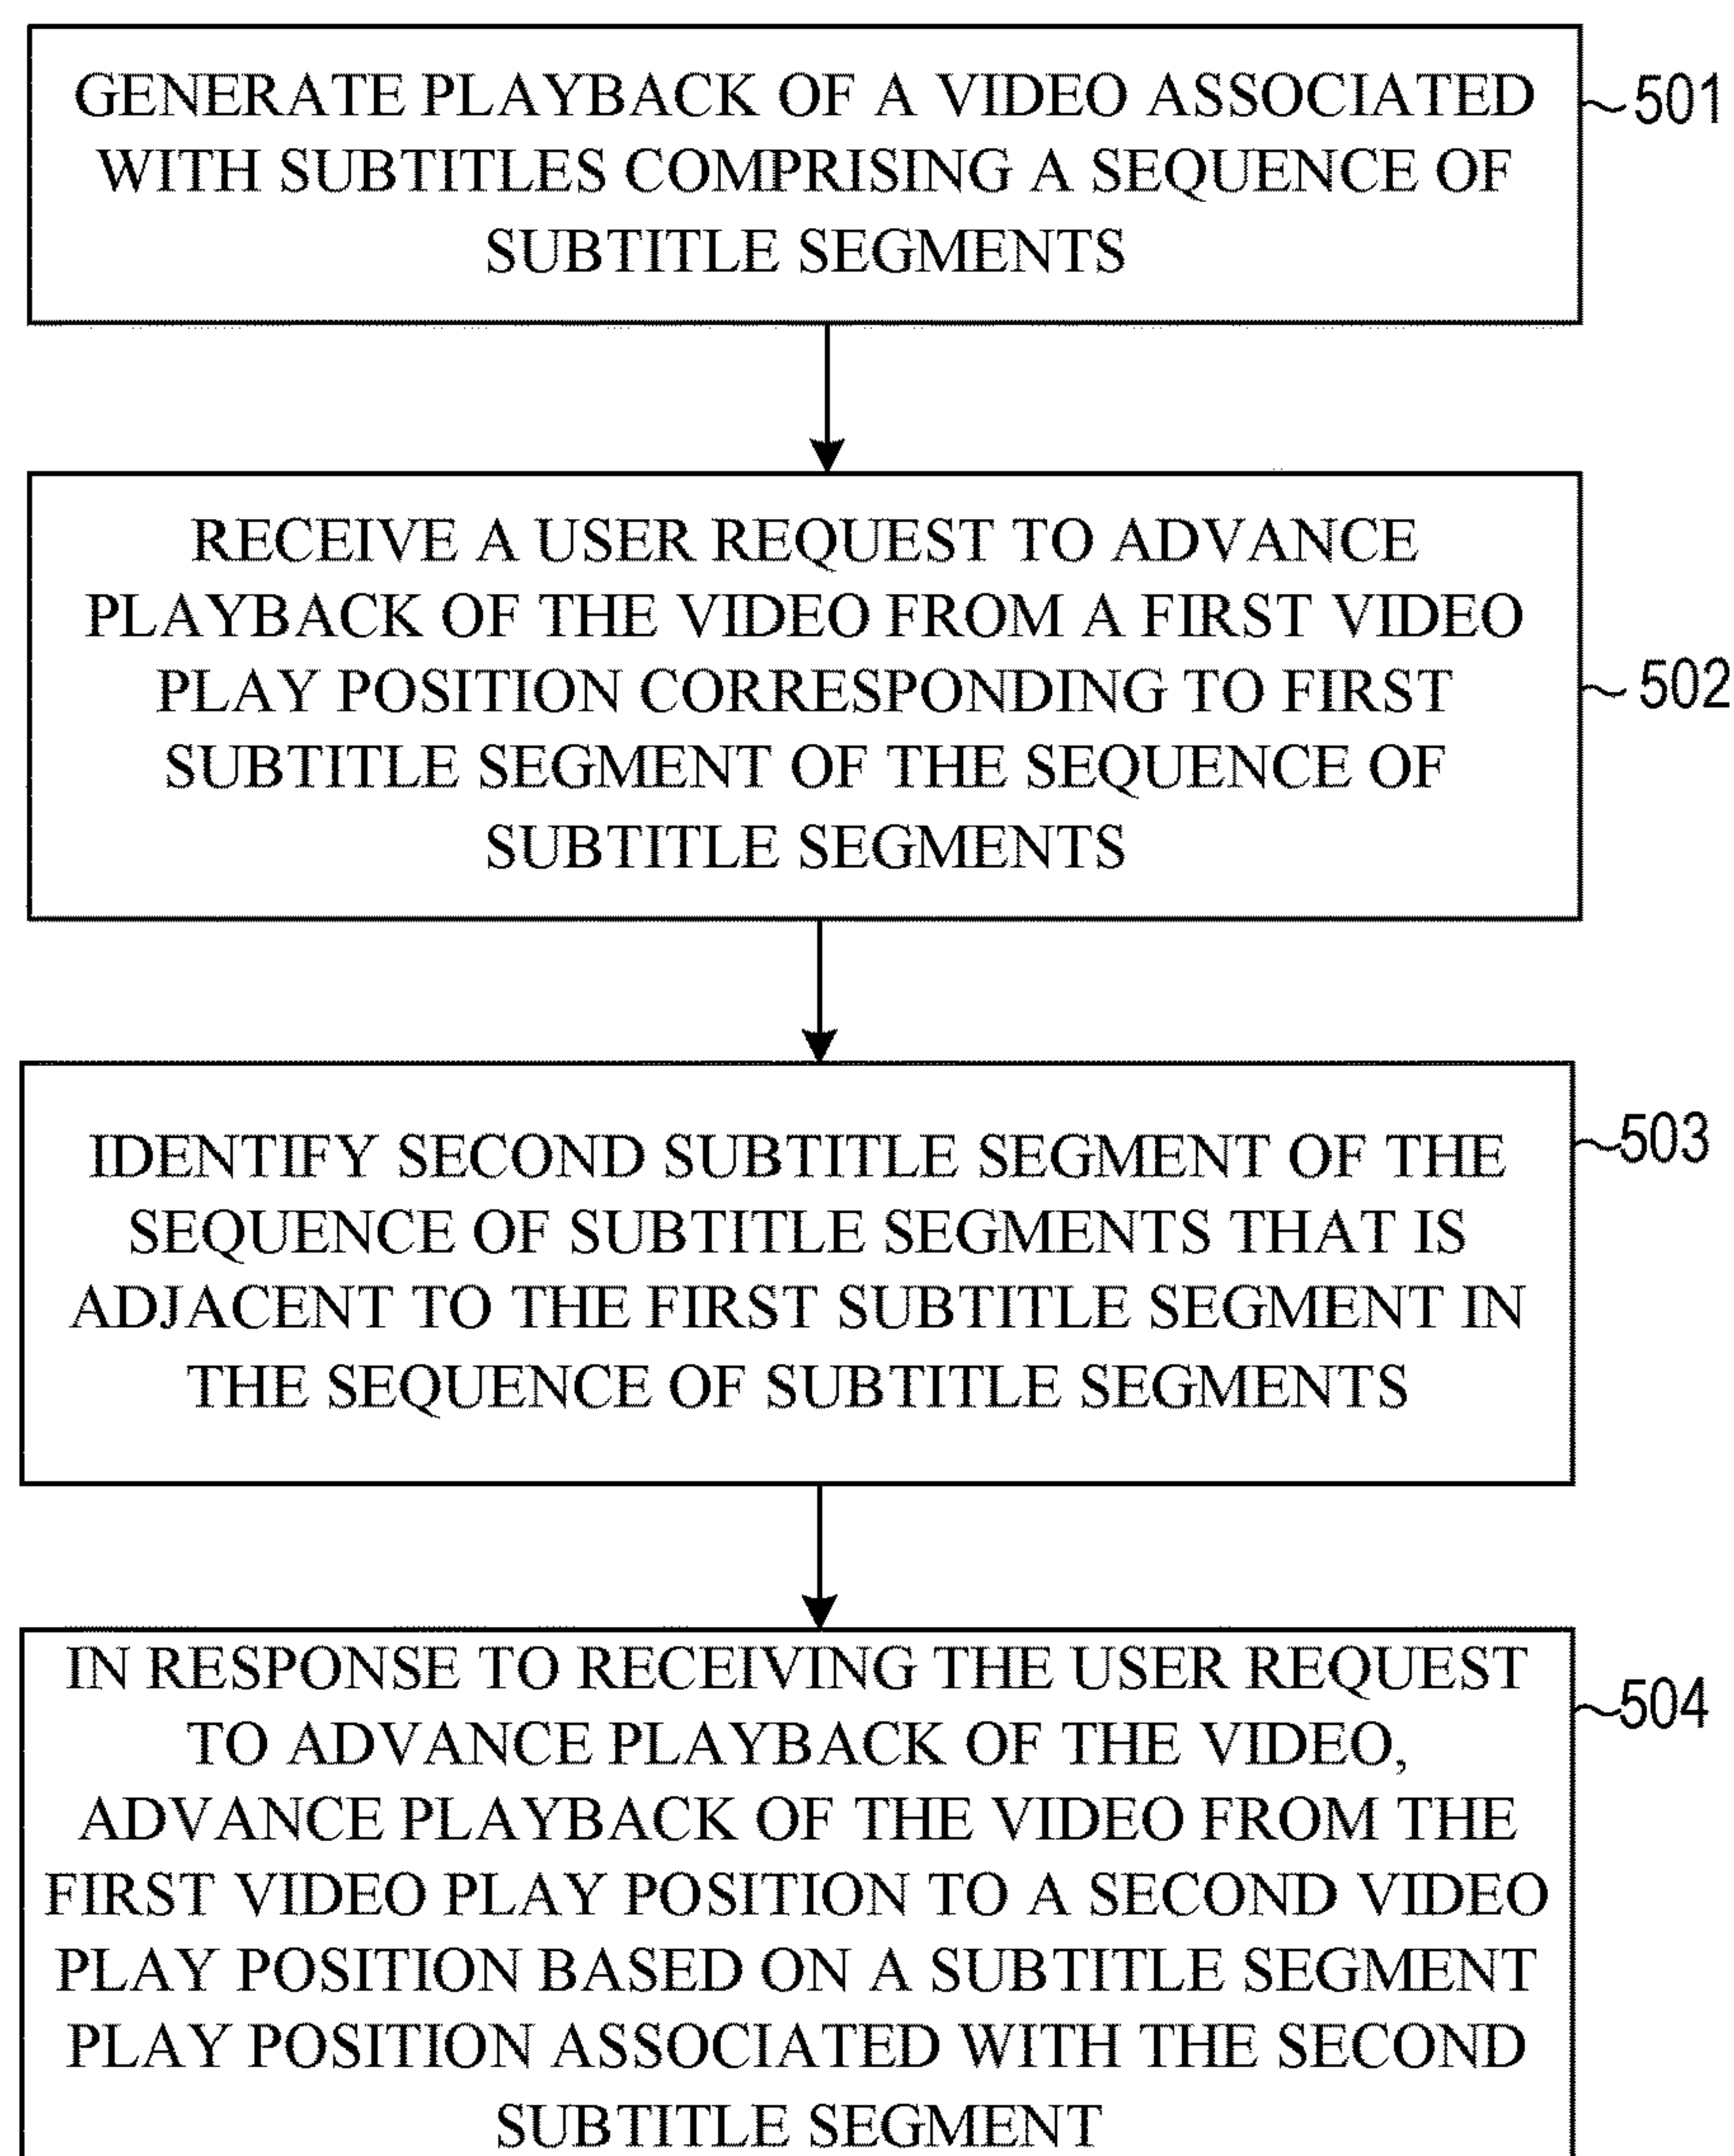 GENERATE PLAYBACK OF A VIDEO ASSOCIATED
WITH SUBTITLES COMPRISING A SEQUENCE OF
SUBTITLE SEGMENTS
501
RECEIVE A USER REQUEST TO ADVANCE
PLAYBACK OF THE VIDEO FROM A FIRST VIDEO
PLAY POSITION CORRESPONDING TO FIRST
SUBTITLE SEGMENT OF THE SEQUENCE OF
SUBTITLE SEGMENTS
502
IDENTIFY SECOND SUBTITLE SEGMENT OF THE
SEQUENCE OF SUBTITLE SEGMENTS THAT IS
ADJACENT TO THE FIRST SUBTITLE SEGMENT IN
THE SEQUENCE OF SUBTITLE SEGMENTS
503
IN RESPONSE TO RECEIVING THE USER REQUEST
TO ADVANCE PLAYBACK OF THE VIDEO,
ADVANCE PLAYBACK OF THE VIDEO FROM THE
FIRST VIDEO PLAY POSITION TO A SECOND VIDEO
PLAY POSITION BASED ON A SUBTITLE SEGMENT
PLAY POSITION ASSOCIATED WITH THE SECOND
SUBTITLE SEGMENT
504